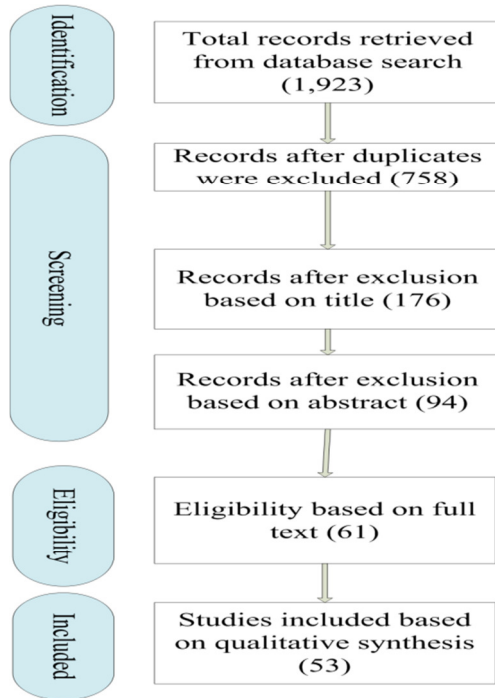 Identification
Total records retrieved
from database search
(1,923)
Screening
Records after duplicates
were excluded (758)
Records after exclusion
based on title (176)
Records after exclusion
based on abstract (94)
Eligibility
Eligibility based on full
text (61)
Included
Studies included based
on qualitative synthesis
(53)